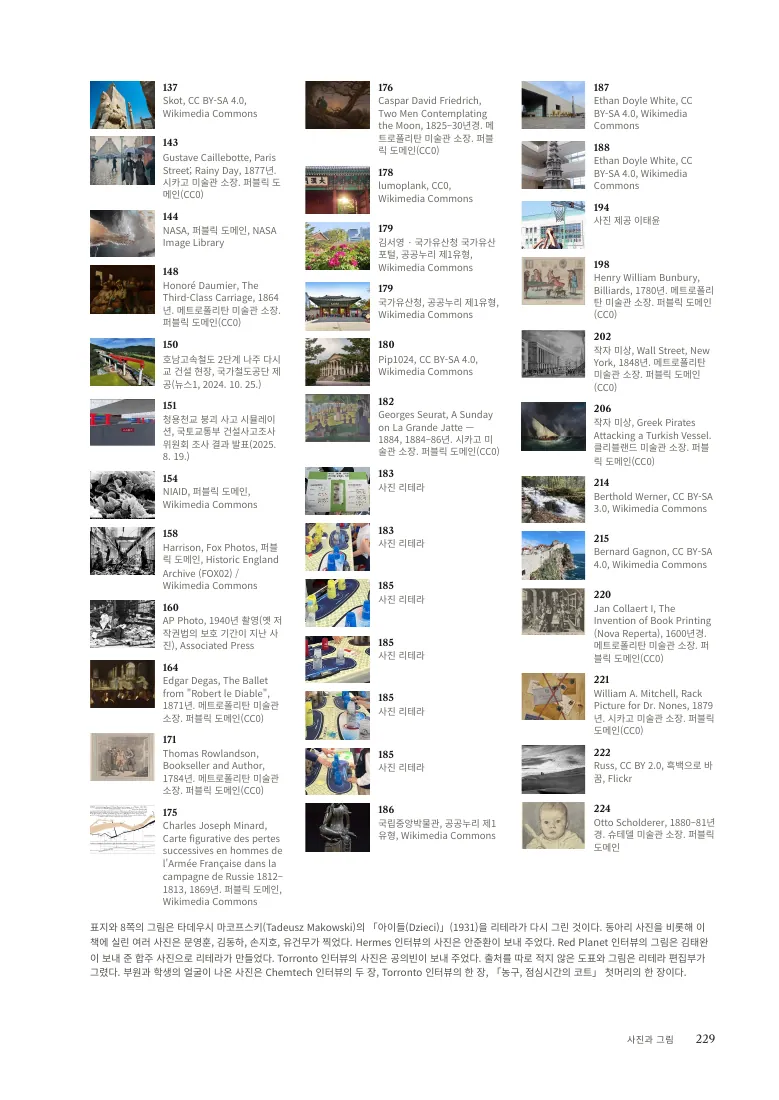 137
Skot, CC BY-SA 4.0,
Wikimedia Commons
143
Gustave Caillebotte, Paris
Street; Rainy Day, 1877년.
시카고 미술관 소장. 퍼블릭 도
메인(CC0)
144
NASA, 퍼블릭 도메인, NASA
Image Library
148
Honoré Daumier, The
Third-Class Carriage, 1864
년. 메트로폴리탄 미술관 소장.
퍼블릭 도메인(CC0)
150
호남고속철도 2단계 나주 다시
교 건설 현장, 국가철도공단 제
공(뉴스1, 2024. 10. 25.)
151
청용천교 붕괴 사고 시뮬레이
션, 국토교통부 건설사고조사
위원회 조사 결과 발표(2025.
8. 19.)
154
NIAID, 퍼블릭 도메인,
Wikimedia Commons
158
Harrison, Fox Photos, 퍼블
릭 도메인, Historic England
Archive (FOX02) /
Wikimedia Commons
160
AP Photo, 1940년 촬영(옛 저
작권법의 보호 기간이 지난 사
진), Associated Press
164
Edgar Degas, The Ballet
from "Robert le Diable",
1871년. 메트로폴리탄 미술관
소장. 퍼블릭 도메인(CC0)
171
Thomas Rowlandson,
Bookseller and Author,
1784년. 메트로폴리탄 미술관
소장. 퍼블릭 도메인(CC0)
175
Charles Joseph Minard,
Carte figurative des pertes
successives en hommes de
l'Armée Française dans la
campagne de Russie 1812–
1813, 1869년. 퍼블릭 도메인,
Wikimedia Commons
176
Caspar David Friedrich,
Two Men Contemplating
the Moon, 1825–30년경. 메
트로폴리탄 미술관 소장. 퍼블
릭 도메인(CC0)
178
lumoplank, CC0,
Wikimedia Commons
179
김서영 · 국가유산청 국가유산
포털, 공공누리 제1유형,
Wikimedia Commons
179
국가유산청, 공공누리 제1유형,
Wikimedia Commons
180
Pip1024, CC BY-SA 4.0,
Wikimedia Commons
182
Georges Seurat, A Sunday
on La Grande Jatte —
1884, 1884–86년. 시카고 미
술관 소장. 퍼블릭 도메인(CC0)
183
사진 리테라
183
사진 리테라
185
사진 리테라
185
사진 리테라
185
사진 리테라
185
사진 리테라
186
국립중앙박물관, 공공누리 제1
유형, Wikimedia Commons
187
Ethan Doyle White, CC
BY-SA 4.0, Wikimedia
Commons
188
Ethan Doyle White, CC
BY-SA 4.0, Wikimedia
Commons
194
사진 제공 이태윤
198
Henry William Bunbury,
Billiards, 1780년. 메트로폴리
탄 미술관 소장. 퍼블릭 도메인
(CC0)
202
작자 미상, Wall Street, New
York, 1848년. 메트로폴리탄
미술관 소장. 퍼블릭 도메인
(CC0)
206
작자 미상, Greek Pirates
Attacking a Turkish Vessel.
클리블랜드 미술관 소장. 퍼블
릭 도메인(CC0)
214
Berthold Werner, CC BY-SA
3.0, Wikimedia Commons
215
Bernard Gagnon, CC BY-SA
4.0, Wikimedia Commons
220
Jan Collaert I, The
Invention of Book Printing
(Nova Reperta), 1600년경.
메트로폴리탄 미술관 소장. 퍼
블릭 도메인(CC0)
221
William A. Mitchell, Rack
Picture for Dr. Nones, 1879
년. 시카고 미술관 소장. 퍼블릭
도메인(CC0)
222
Russ, CC BY 2.0, 흑백으로 바
꿈, Flickr
224
Otto Scholderer, 1880–81년
경. 슈테델 미술관 소장. 퍼블릭
도메인
표지와 8쪽의 그림은 타데우시 마코프스키(Tadeusz Makowski)의 「아이들(Dzieci)」(1931)을 리테라가 다시 그린 것이다. 동아리 사진을 비롯해 이
책에 실린 여러 사진은 문영훈, 김동하, 손지호, 유건무가 찍었다. Hermes 인터뷰의 사진은 안준환이 보내 주었다. Red Planet 인터뷰의 그림은 김태완
이 보내 준 합주 사진으로 리테라가 만들었다. Torronto 인터뷰의 사진은 공의빈이 보내 주었다. 출처를 따로 적지 않은 도표와 그림은 리테라 편집부가
그렸다. 부원과 학생의 얼굴이 나온 사진은 Chemtech 인터뷰의 두 장, Torronto 인터뷰의 한 장, 「농구, 점심시간의 코트」 첫머리의 한 장이다.
사진과 그림 229